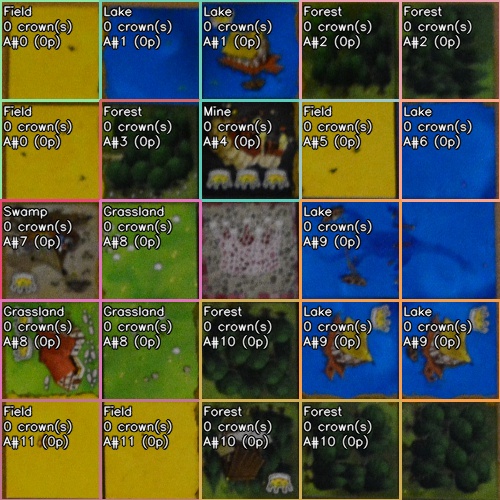 Field
0 crown(s)
A#0 (0p)
Lake
0 crown(s)
A#1 (0p)
Lake
0 crown(s)
A#1 (0p)
Forest
0 crown(s)
A#2 (0p)
Forest
0 crown(s)
A#2 (0p)
Field
0 crown(s)
A#0 (0p)
Forest
0 crown(s)
A#3 (0p)
Mine
0 crown(s)
A#4 (0p)
Field
0 crown(s)
A#5 (0p)
Lake
0 crown(s)
A#6 (0p)
Swamp
0 crown(s)
A#7 (0p)
Grassland
0 crown(s)
A#8 (0p)
Lake
0 crown(s)
A#9 (0p)
Grassland
0 crown(s)
A#8 (0p)
Grassland
0 crown(s)
A#8 (0p)
Forest
0 crown(s)
A#10 (0p)
Lake
0 crown(s)
A#9 (0p)
Lake
0 crown(s)
A#9 (0p)
Field
0 crown(s)
A#11 (0p)
Field
0 crown(s)
A#11 (0p)
Forest
0 crown(s)
A#10 (0p)
Forest
0 crown(s)
A#10 (0p)